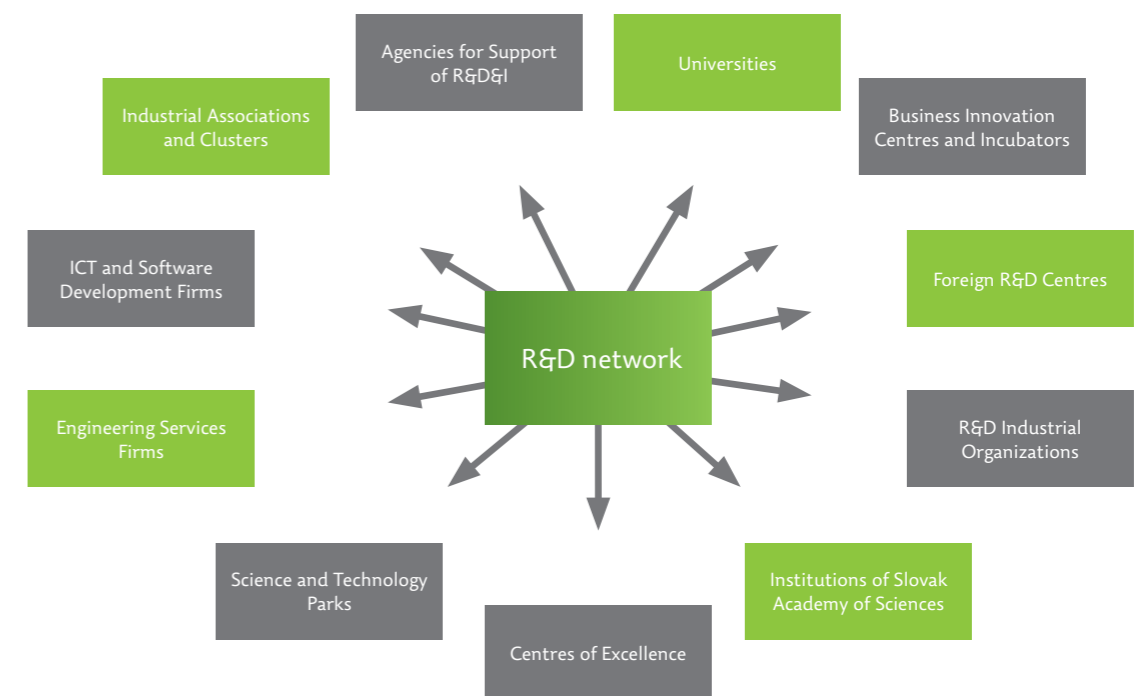 Agencies for Support
of R&D&I
Universities
Industrial Associations
and Clusters
Business Innovation
Centres and Incubators
ICT and Software
Development Firms
Foreign R&D Centres
R&D network
Engineering Services
Firms
R&D Industrial
Organizations
Science and Technology
Parks
Institutions of Slovak
Academy of Sciences
Centres of Excellence